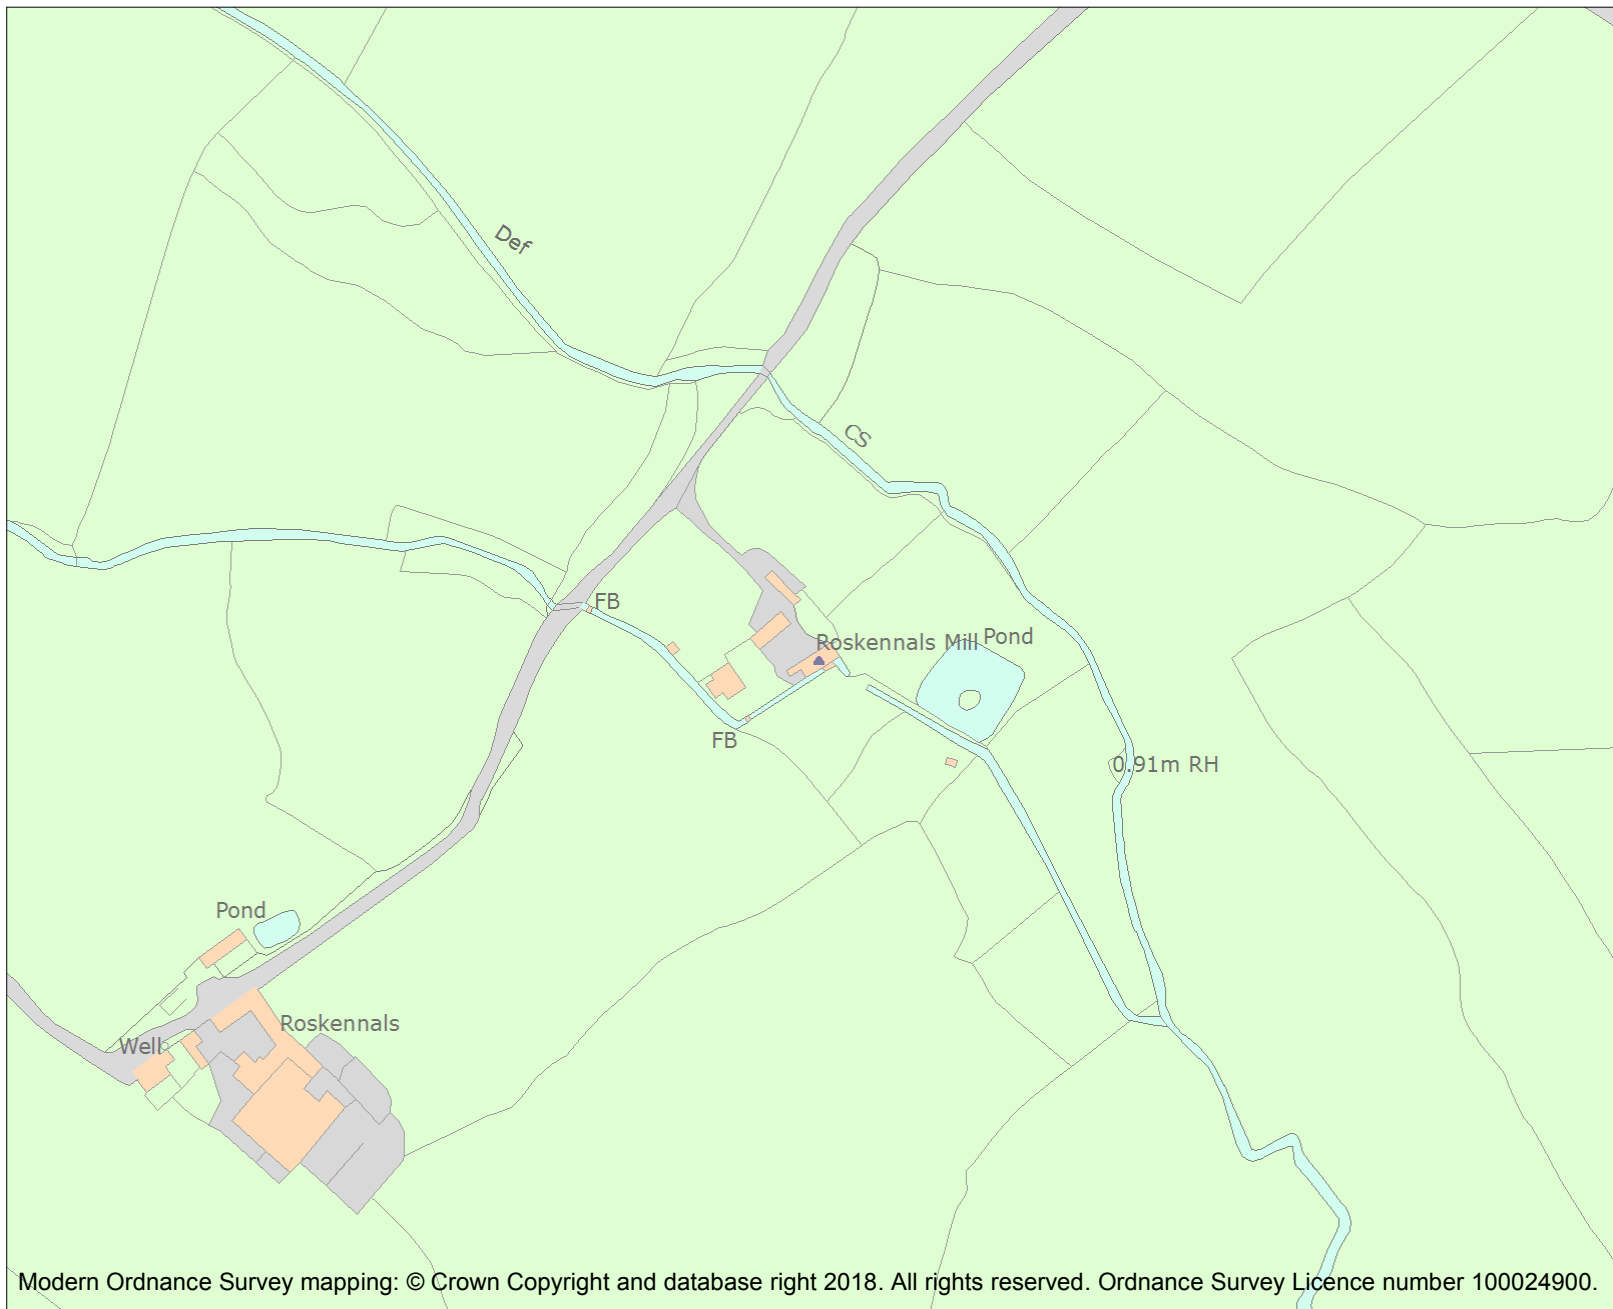 Def
CS
FB
Roskennals Mill
Pond
FB
0.91m RH
Pond
Roskennals
Well
Modern Ordnance Survey mapping: © Crown Copyright and database right 2018. All rights reserved. Ordnance Survey Licence number 100024900.